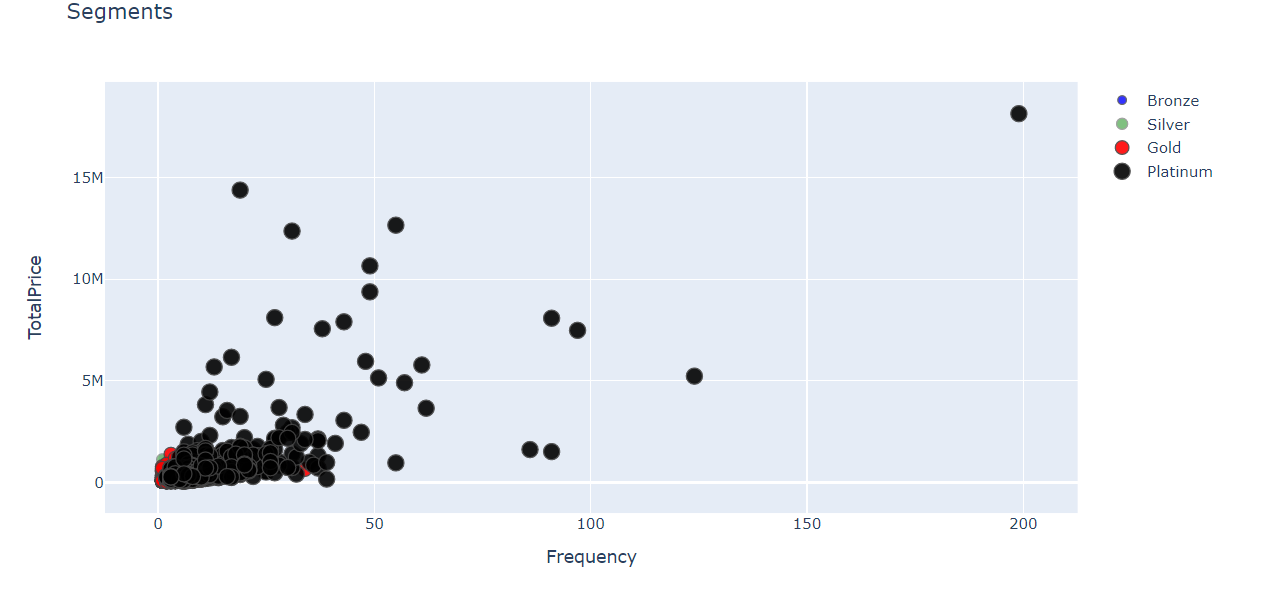 Segments
Bronze
Silver
Gold
Platinum
15M
10M
5M
0
TotalPrice
0 50 100 150 200
Frequency